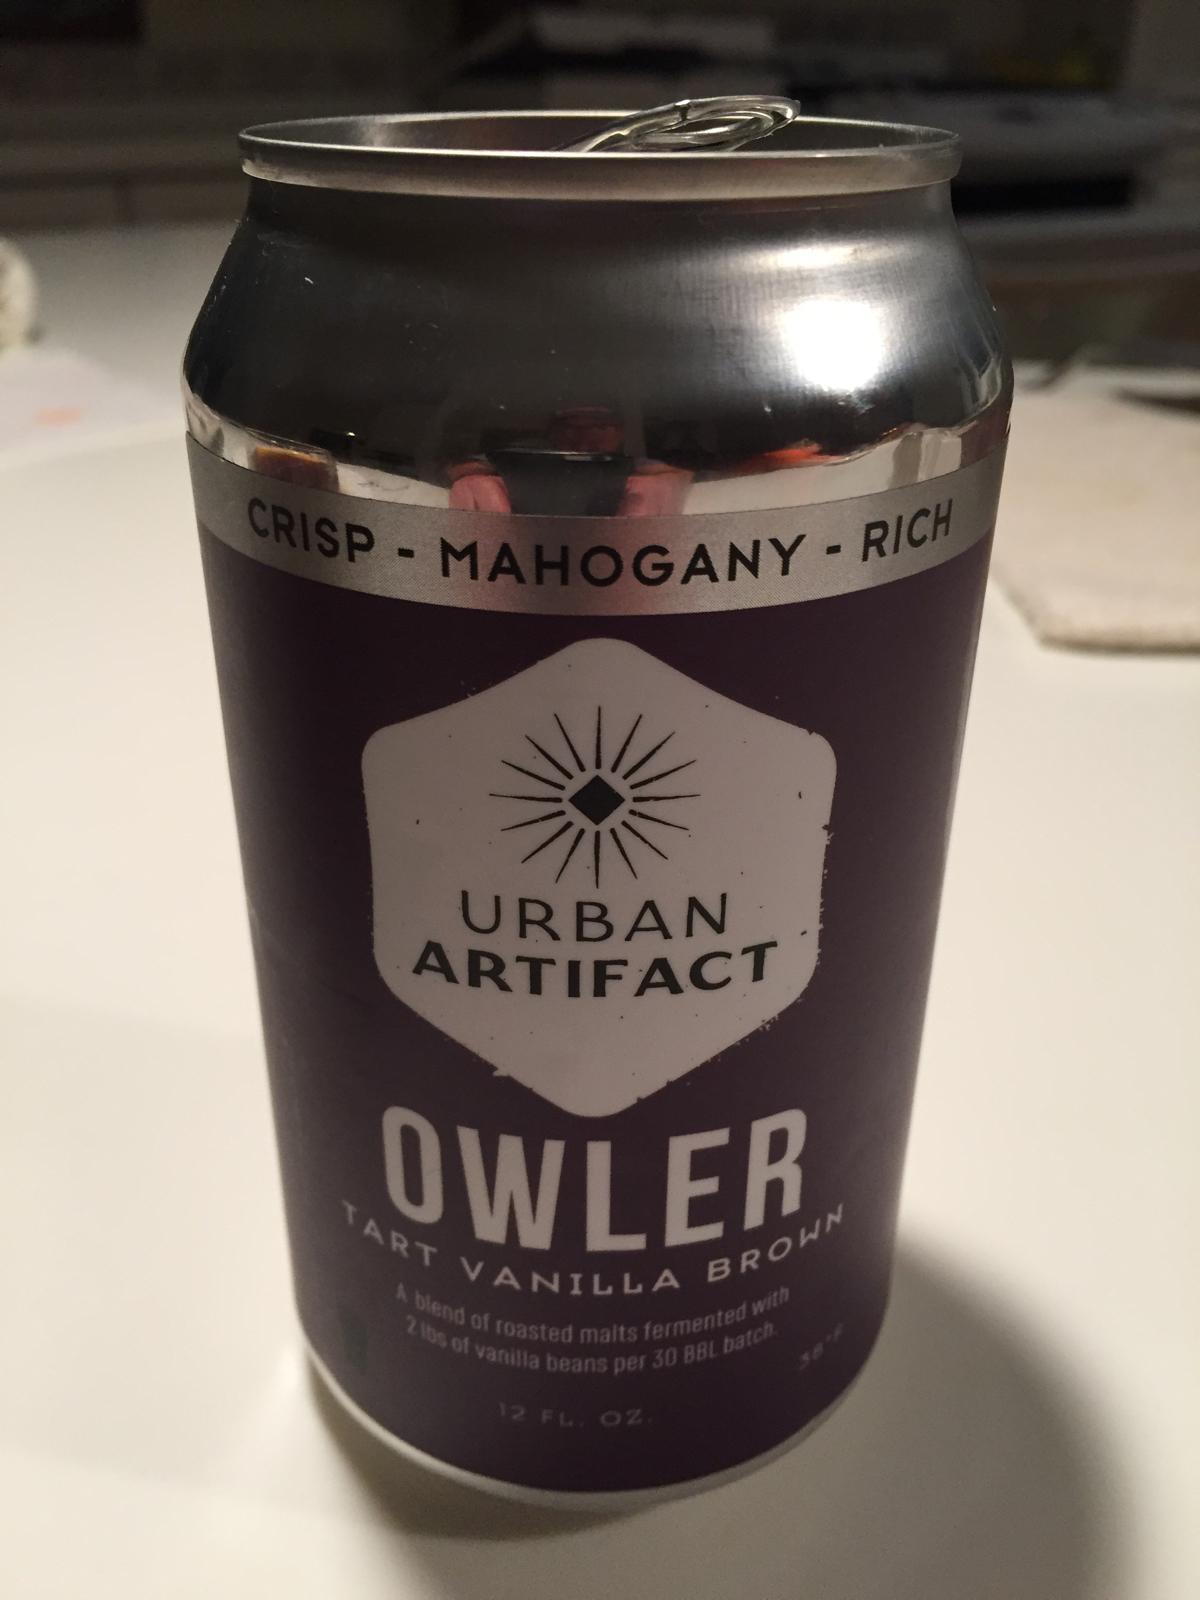 CRISP - MAHOGANY - RICH
URBAN
ARTIFACT
OWLER
TART VANILLA BROWN
A blend of roasted malts fermented with
2 lbs of vanilla beans per 30 BBL batch.
38°F
12 FL. OZ.